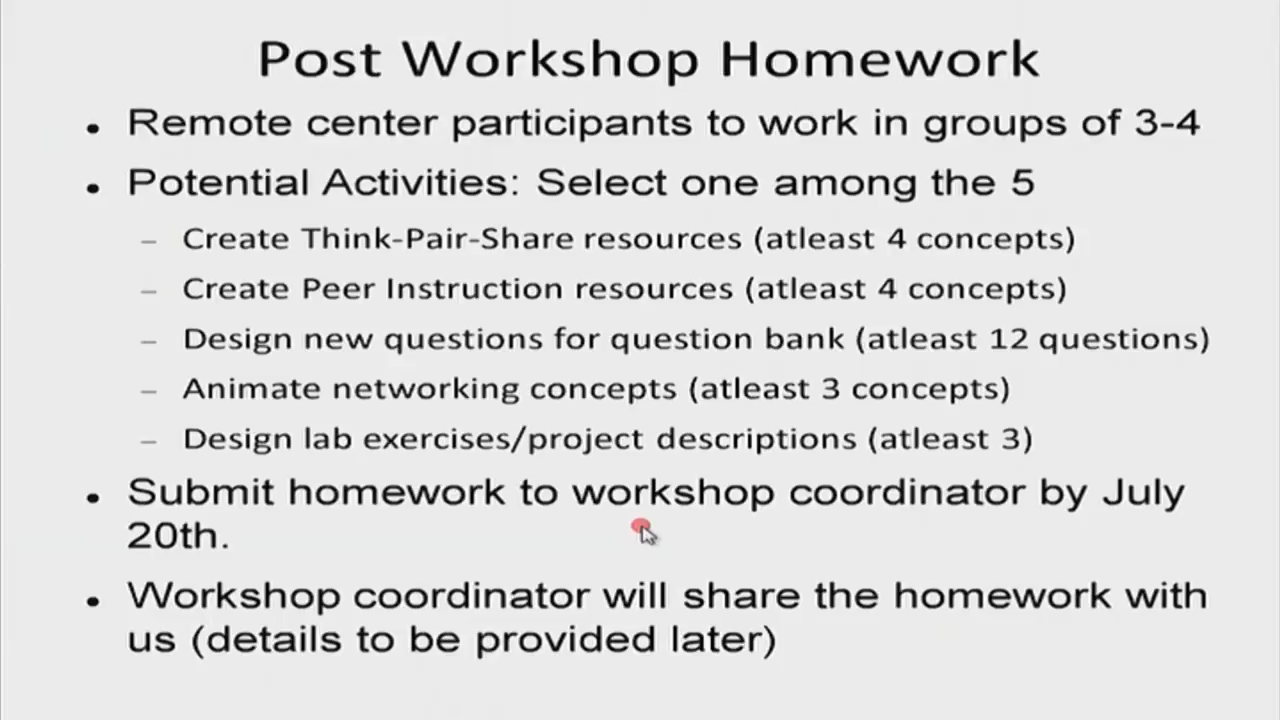 Post Workshop Homework
• Remote center participants to work in groups of 3-4
• Potential Activities: Select one among the 5
– Create Think-Pair-Share resources (atleast 4 concepts)
– Create Peer Instruction resources (atleast 4 concepts)
– Design new questions for question bank (atleast 12 questions)
– Animate networking concepts (atleast 3 concepts)
– Design lab exercises/project descriptions (atleast 3)
• Submit homework to workshop coordinator by July
20th.
• Workshop coordinator will share the homework with
us (details to be provided later)